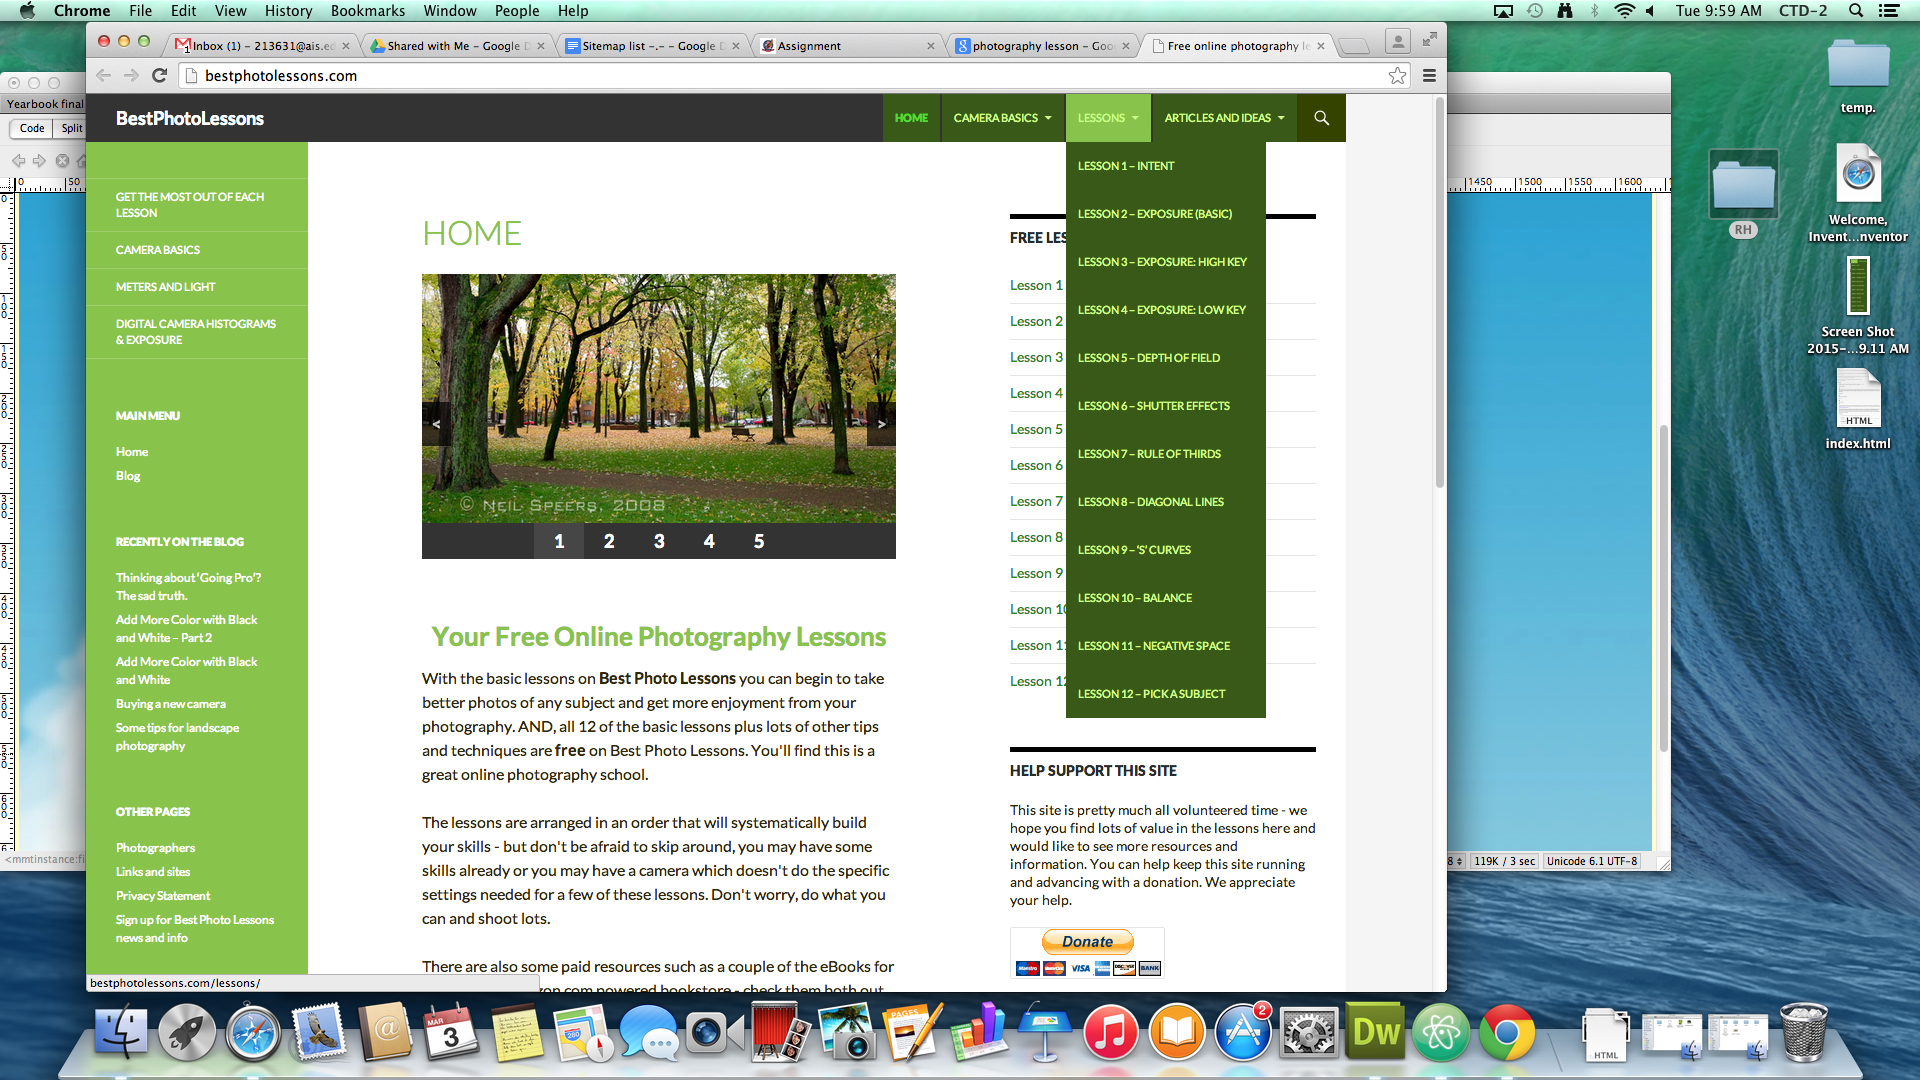 Chrome File Edit View History Bookmarks Window People Help
Tue 9:59 AM CTD-2
1 Inbox (1) - 213631@ais.ed
Shared with Me - Google D
Sitemap list -.- - Google D
Assignment
photography lesson - Goo
Free online photography le
bestphotolessons.com
Yearbook final
Code Split
BestPhotoLessons
HOME CAMERA BASICS LESSONS ARTICLES AND IDEAS
GET THE MOST OUT OF EACH
LESSON
CAMERA BASICS
METERS AND LIGHT
DIGITAL CAMERA HISTOGRAMS
& EXPOSURE
MAIN MENU
Home
Blog
RECENTLY ON THE BLOG
Thinking about 'Going Pro'?
The sad truth.
Add More Color with Black
and White – Part 2
Add More Color with Black
and White
Buying a new camera
Some tips for landscape
photography
OTHER PAGES
Photographers
Links and sites
Privacy Statement
Sign up for Best Photo Lessons
news and info
bestphotolessons.com/lessons/
HOME
< >
© Neil Speers, 2008
1 2 3 4 5
Your Free Online Photography Lessons
With the basic lessons on Best Photo Lessons you can begin to take
better photos of any subject and get more enjoyment from your
photography. AND, all 12 of the basic lessons plus lots of other tips
and techniques are free on Best Photo Lessons. You'll find this is a
great online photography school.
The lessons are arranged in an order that will systematically build
your skills - but don't be afraid to skip around, you may have some
skills already or you may have a camera which doesn't do the specific
settings needed for a few of these lessons. Don't worry, do what you
can and shoot lots.
There are also some paid resources such as a couple of the eBooks for
zon.com powered bookstore - check them both out
LESSON 1 – INTENT
LESSON 2 – EXPOSURE (BASIC)
LESSON 3 – EXPOSURE: HIGH KEY
LESSON 4 – EXPOSURE: LOW KEY
LESSON 5 – DEPTH OF FIELD
LESSON 6 – SHUTTER EFFECTS
LESSON 7 – RULE OF THIRDS
LESSON 8 – DIAGONAL LINES
LESSON 9 – 'S' CURVES
LESSON 10 – BALANCE
LESSON 11 – NEGATIVE SPACE
LESSON 12 – PICK A SUBJECT
FREE LES
Lesson 1
Lesson 2
Lesson 3
Lesson 4
Lesson 5
Lesson 6
Lesson 7
Lesson 8
Lesson 9
Lesson 10
Lesson 11
Lesson 12
HELP SUPPORT THIS SITE
This site is pretty much all volunteered time - we
hope you find lots of value in the lessons here and
would like to see more resources and
information. You can help keep this site running
and advancing with a donation. We appreciate
your help.
Donate
VISA BANK
0 50
1450 1500 1550 1600
<mmtinstance:fi
8 119K / 3 sec Unicode 6.1 UTF-8
temp.
RH
Welcome,
Invent...nventor
Screen Shot
2015-...9.11 AM
HTML
index.html
MAR
3
PAGES
2
Dw
HTML